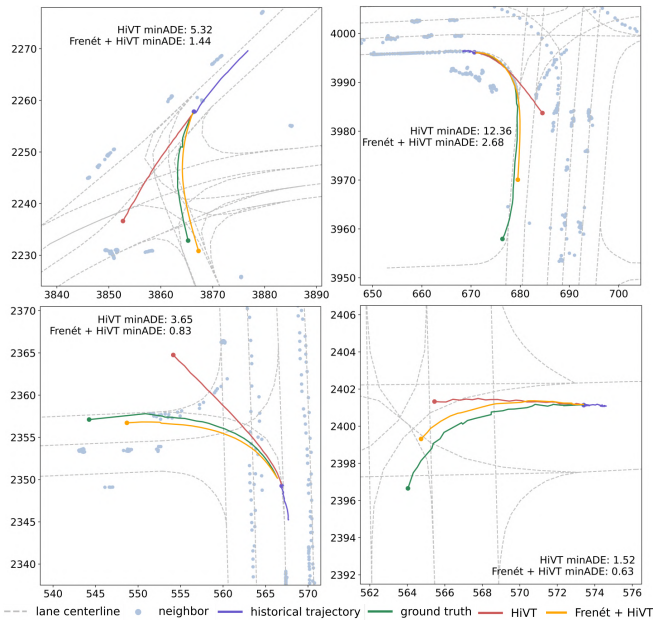 2270
2260
2250
2240
2230
HiVT minADE: 5.32
Frenét + HiVT minADE: 1.44
3840 3850 3860 3870 3880 3890
4000
3990
3980
3970
3960
3950
HiVT minADE: 12.36
Frenét + HiVT minADE: 2.68
650 660 670 680 690 700
2370
2365
2360
2355
2350
2345
2340
HiVT minADE: 3.65
Frenét + HiVT minADE: 0.83
540 545 550 555 560 565 570
2406
2404
2402
2400
2398
2396
2394
2392
HiVT minADE: 1.52
Frenét + HiVT minADE: 0.63
562 564 566 568 570 572 574 576
lane centerline neighbor historical trajectory ground truth HiVT Frenét + HiVT